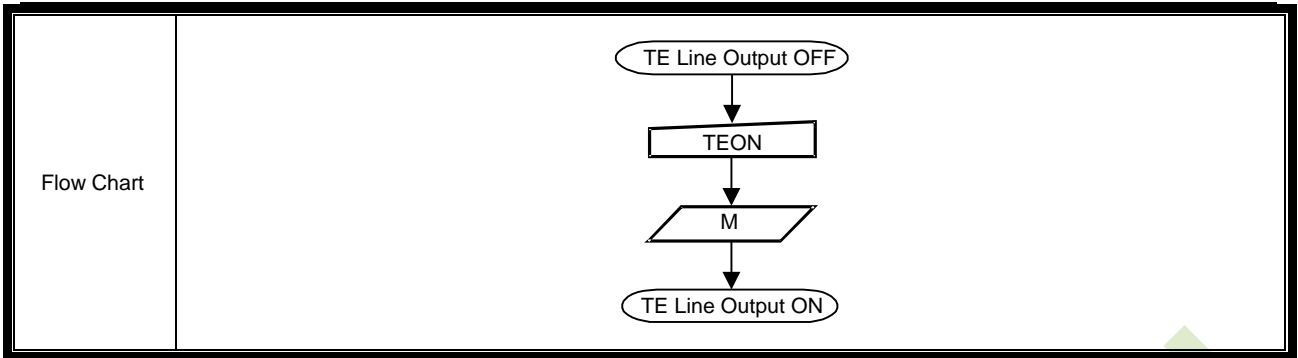 Flow Chart
TE Line Output OFF
TEON
M
TE Line Output ON